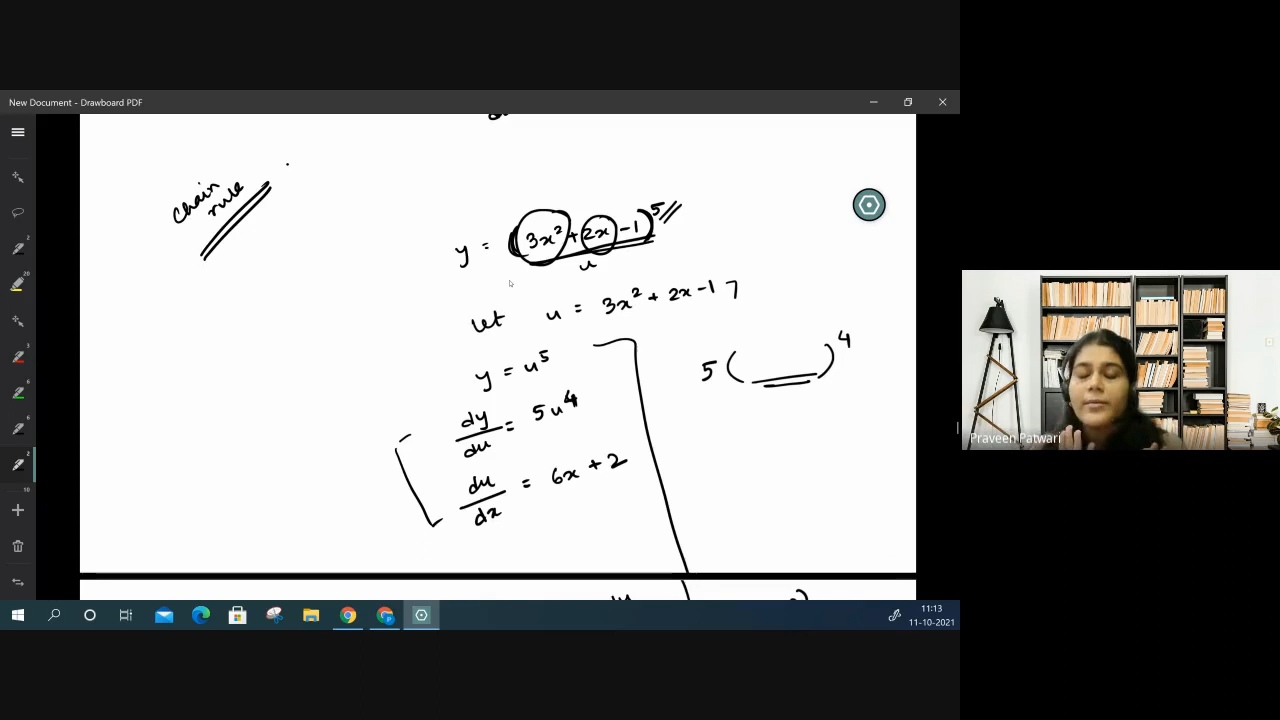 New Document - Drawboard PDF
chain
rule
y = (3x² + 2x - 1)⁵
u
let u = 3x² + 2x - 1
y = u⁵
5 ( )⁴
dy/du = 5u⁴
du/dx = 6x + 2
Praveen Patwari
11:13
11-10-2021